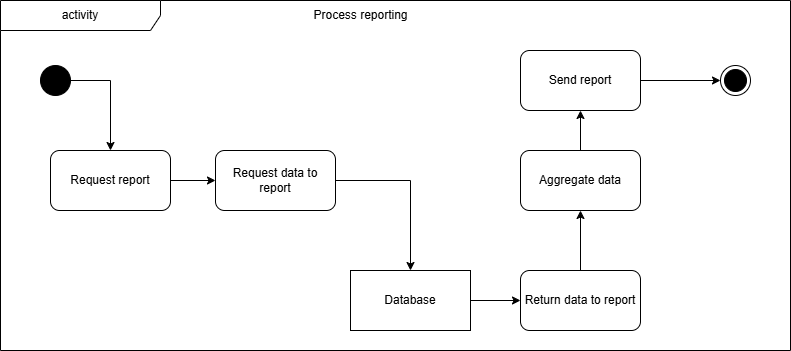 activity
Process reporting
Send report
Request report
Request data to
report
Aggregate data
Database
Return data to report